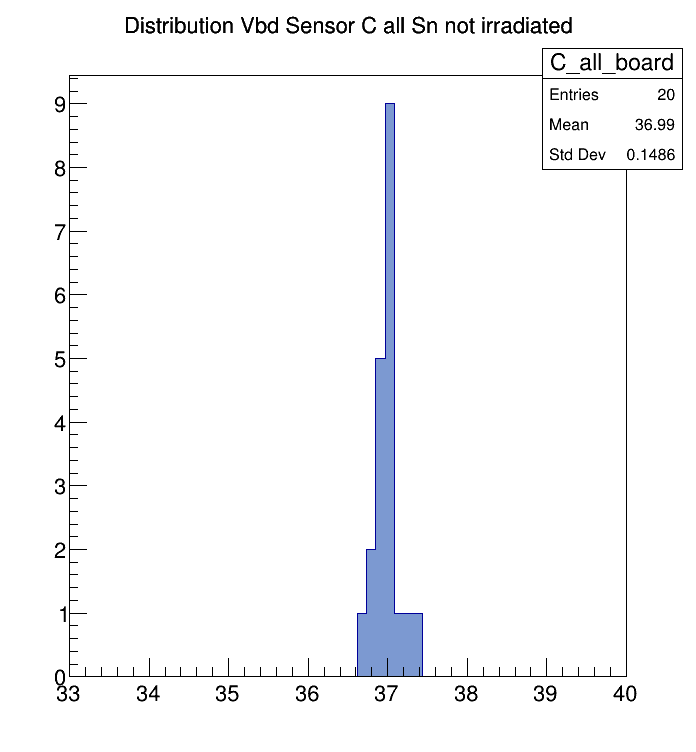 Distribution Vbd Sensor C all Sn not irradiated
C_all_board
Entries 20
Mean 36.99
Std Dev 0.1486
9
8
7
6
5
4
3
2
1
0
33 34 35 36 37 38 39 40